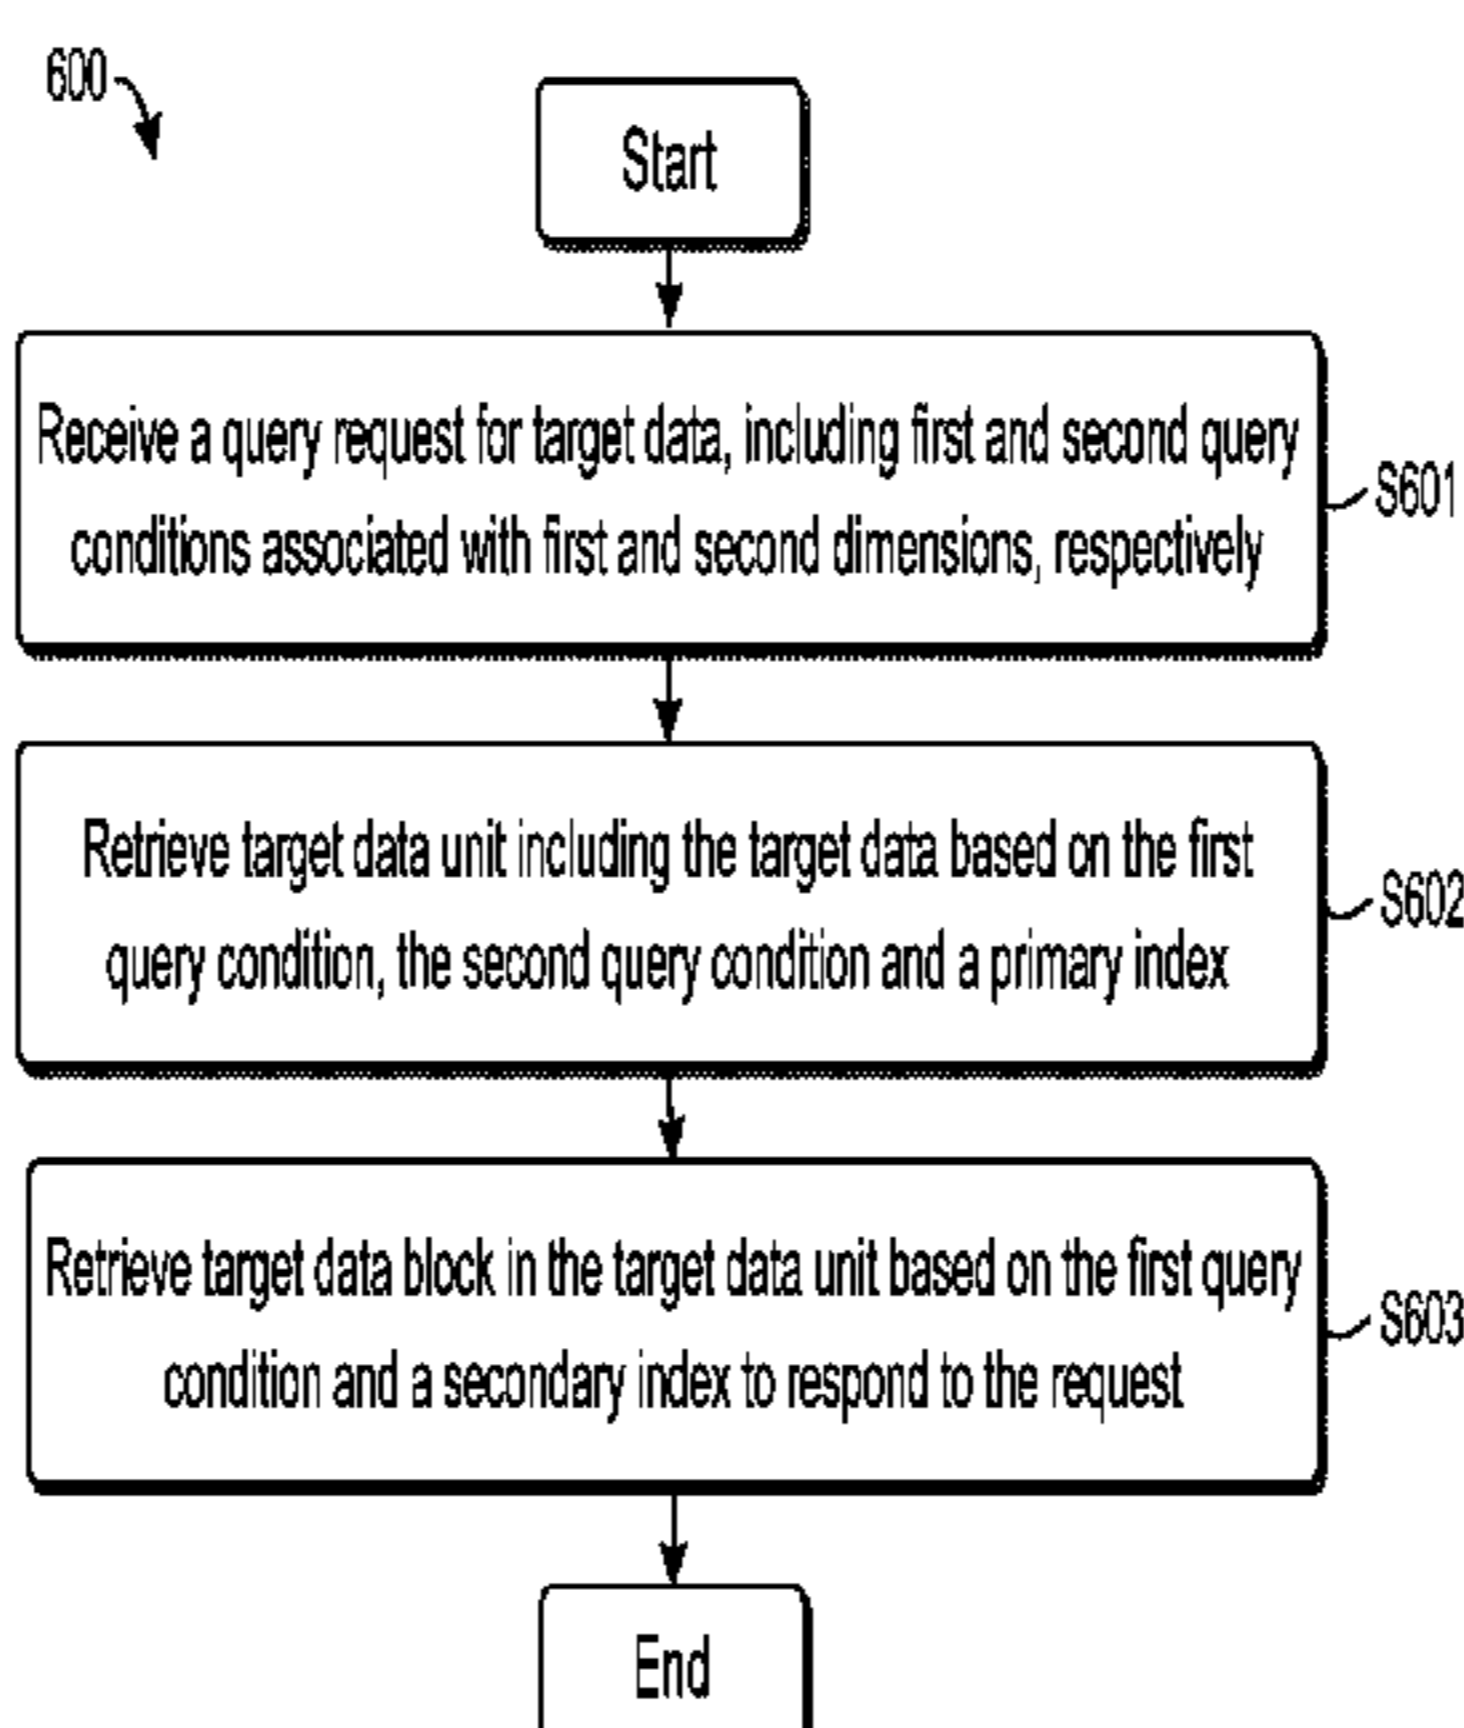 600
Start
Receive a query request for target data, including first and second query
conditions associated with first and second dimensions, respectively
S601
Retrieve target data unit including the target data based on the first
query condition, the second query condition and a primary index
S602
Retrieve target data block in the target data unit based on the first query
condition and a secondary index to respond to the request
S603
End